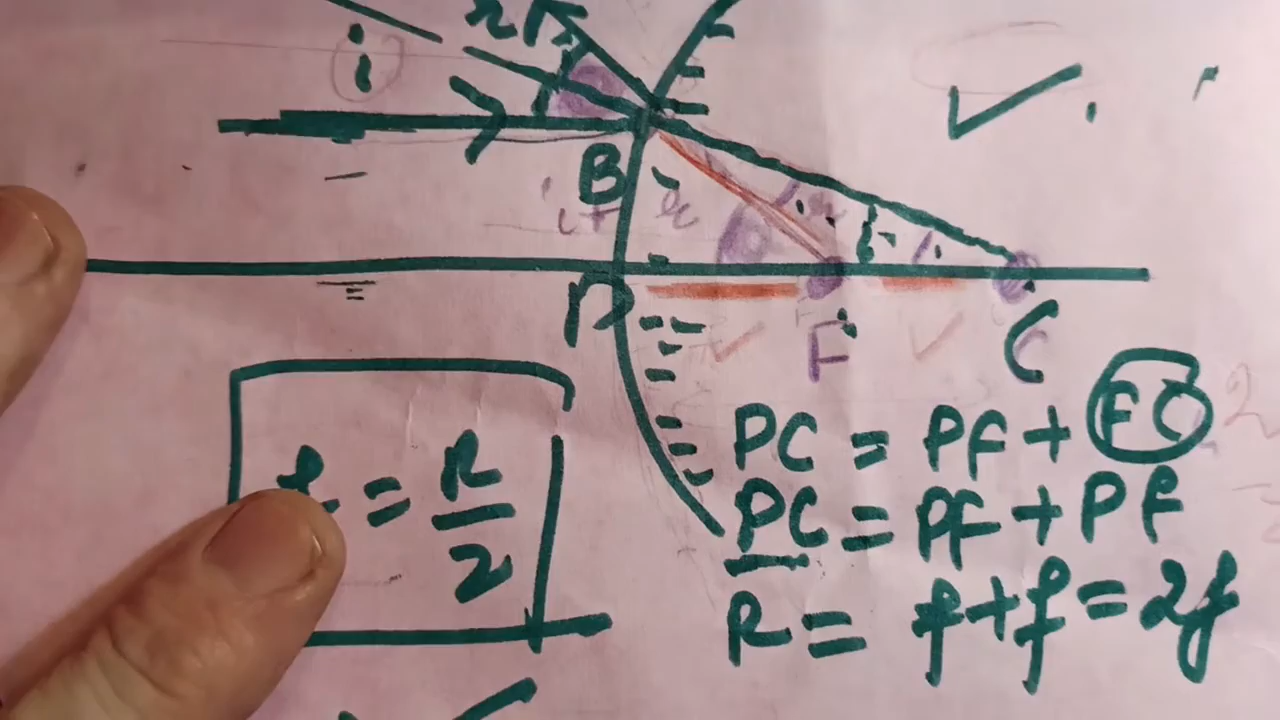 r
i
B
i + r
r
i
P
F
C
PC = PF + FC
PC = PF + PF
R = f + f = 2f
f = R/2